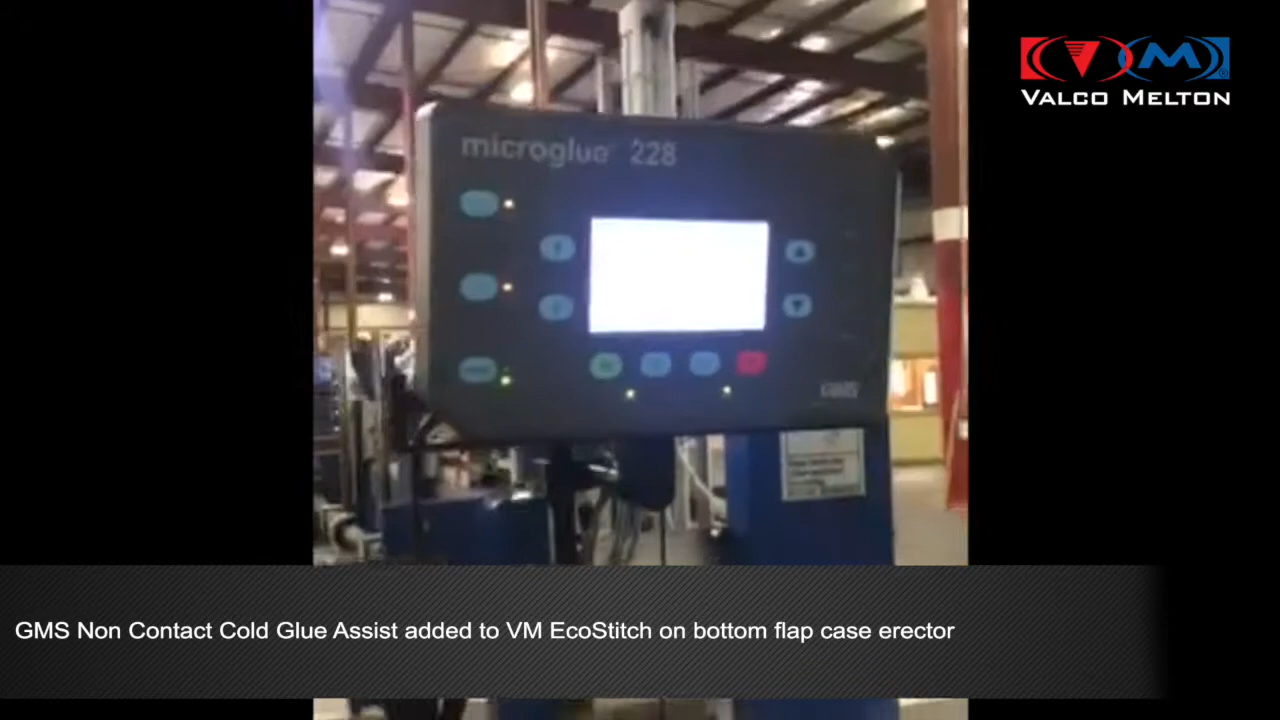 VM
VALCO MELTON
microglue 228
GMS
GMS Non Contact Cold Glue Assist added to VM EcoStitch on bottom flap case erector